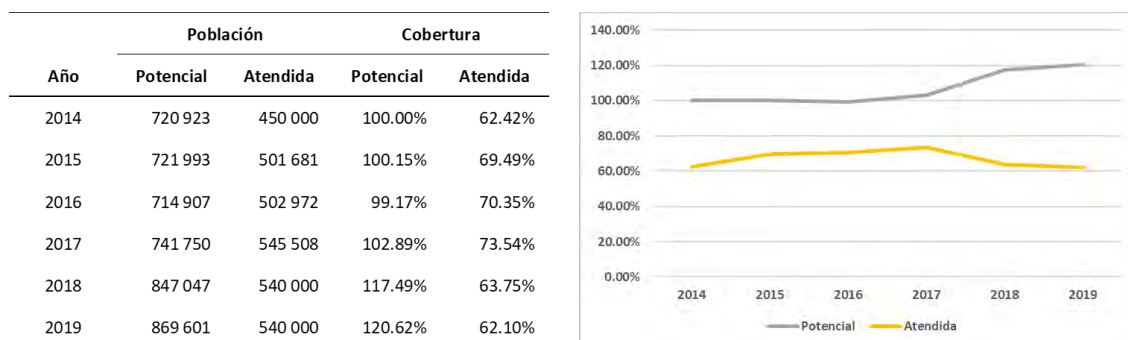 Población Cobertura
Año Potencial Atendida Potencial Atendida
2014 720 923 450 000 100.00% 62.42%
2015 721 993 501 681 100.15% 69.49%
2016 714 907 502 972 99.17% 70.35%
2017 741 750 545 508 102.89% 73.54%
2018 847 047 540 000 117.49% 63.75%
2019 869 601 540 000 120.62% 62.10%
140.00%
120.00%
100.00%
80.00%
60.00%
40.00%
20.00%
0.00%
2014 2015 2016 2017 2018 2019
Potencial Atendida